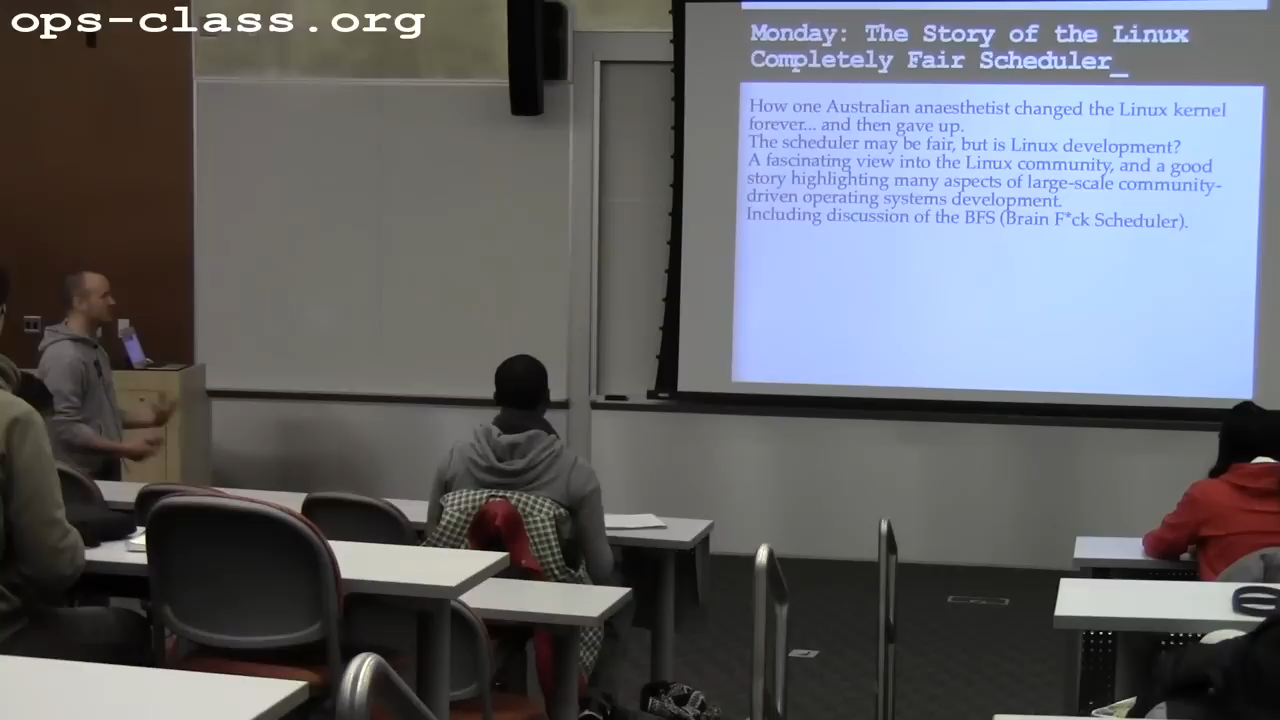 ops-class.org
Monday: The Story of the Linux
Completely Fair Scheduler_
How one Australian anaesthetist changed the Linux kernel
forever... and then gave up.
The scheduler may be fair, but is Linux development?
A fascinating view into the Linux community, and a good
story highlighting many aspects of large-scale community-
driven operating systems development.
Including discussion of the BFS (Brain F*ck Scheduler).